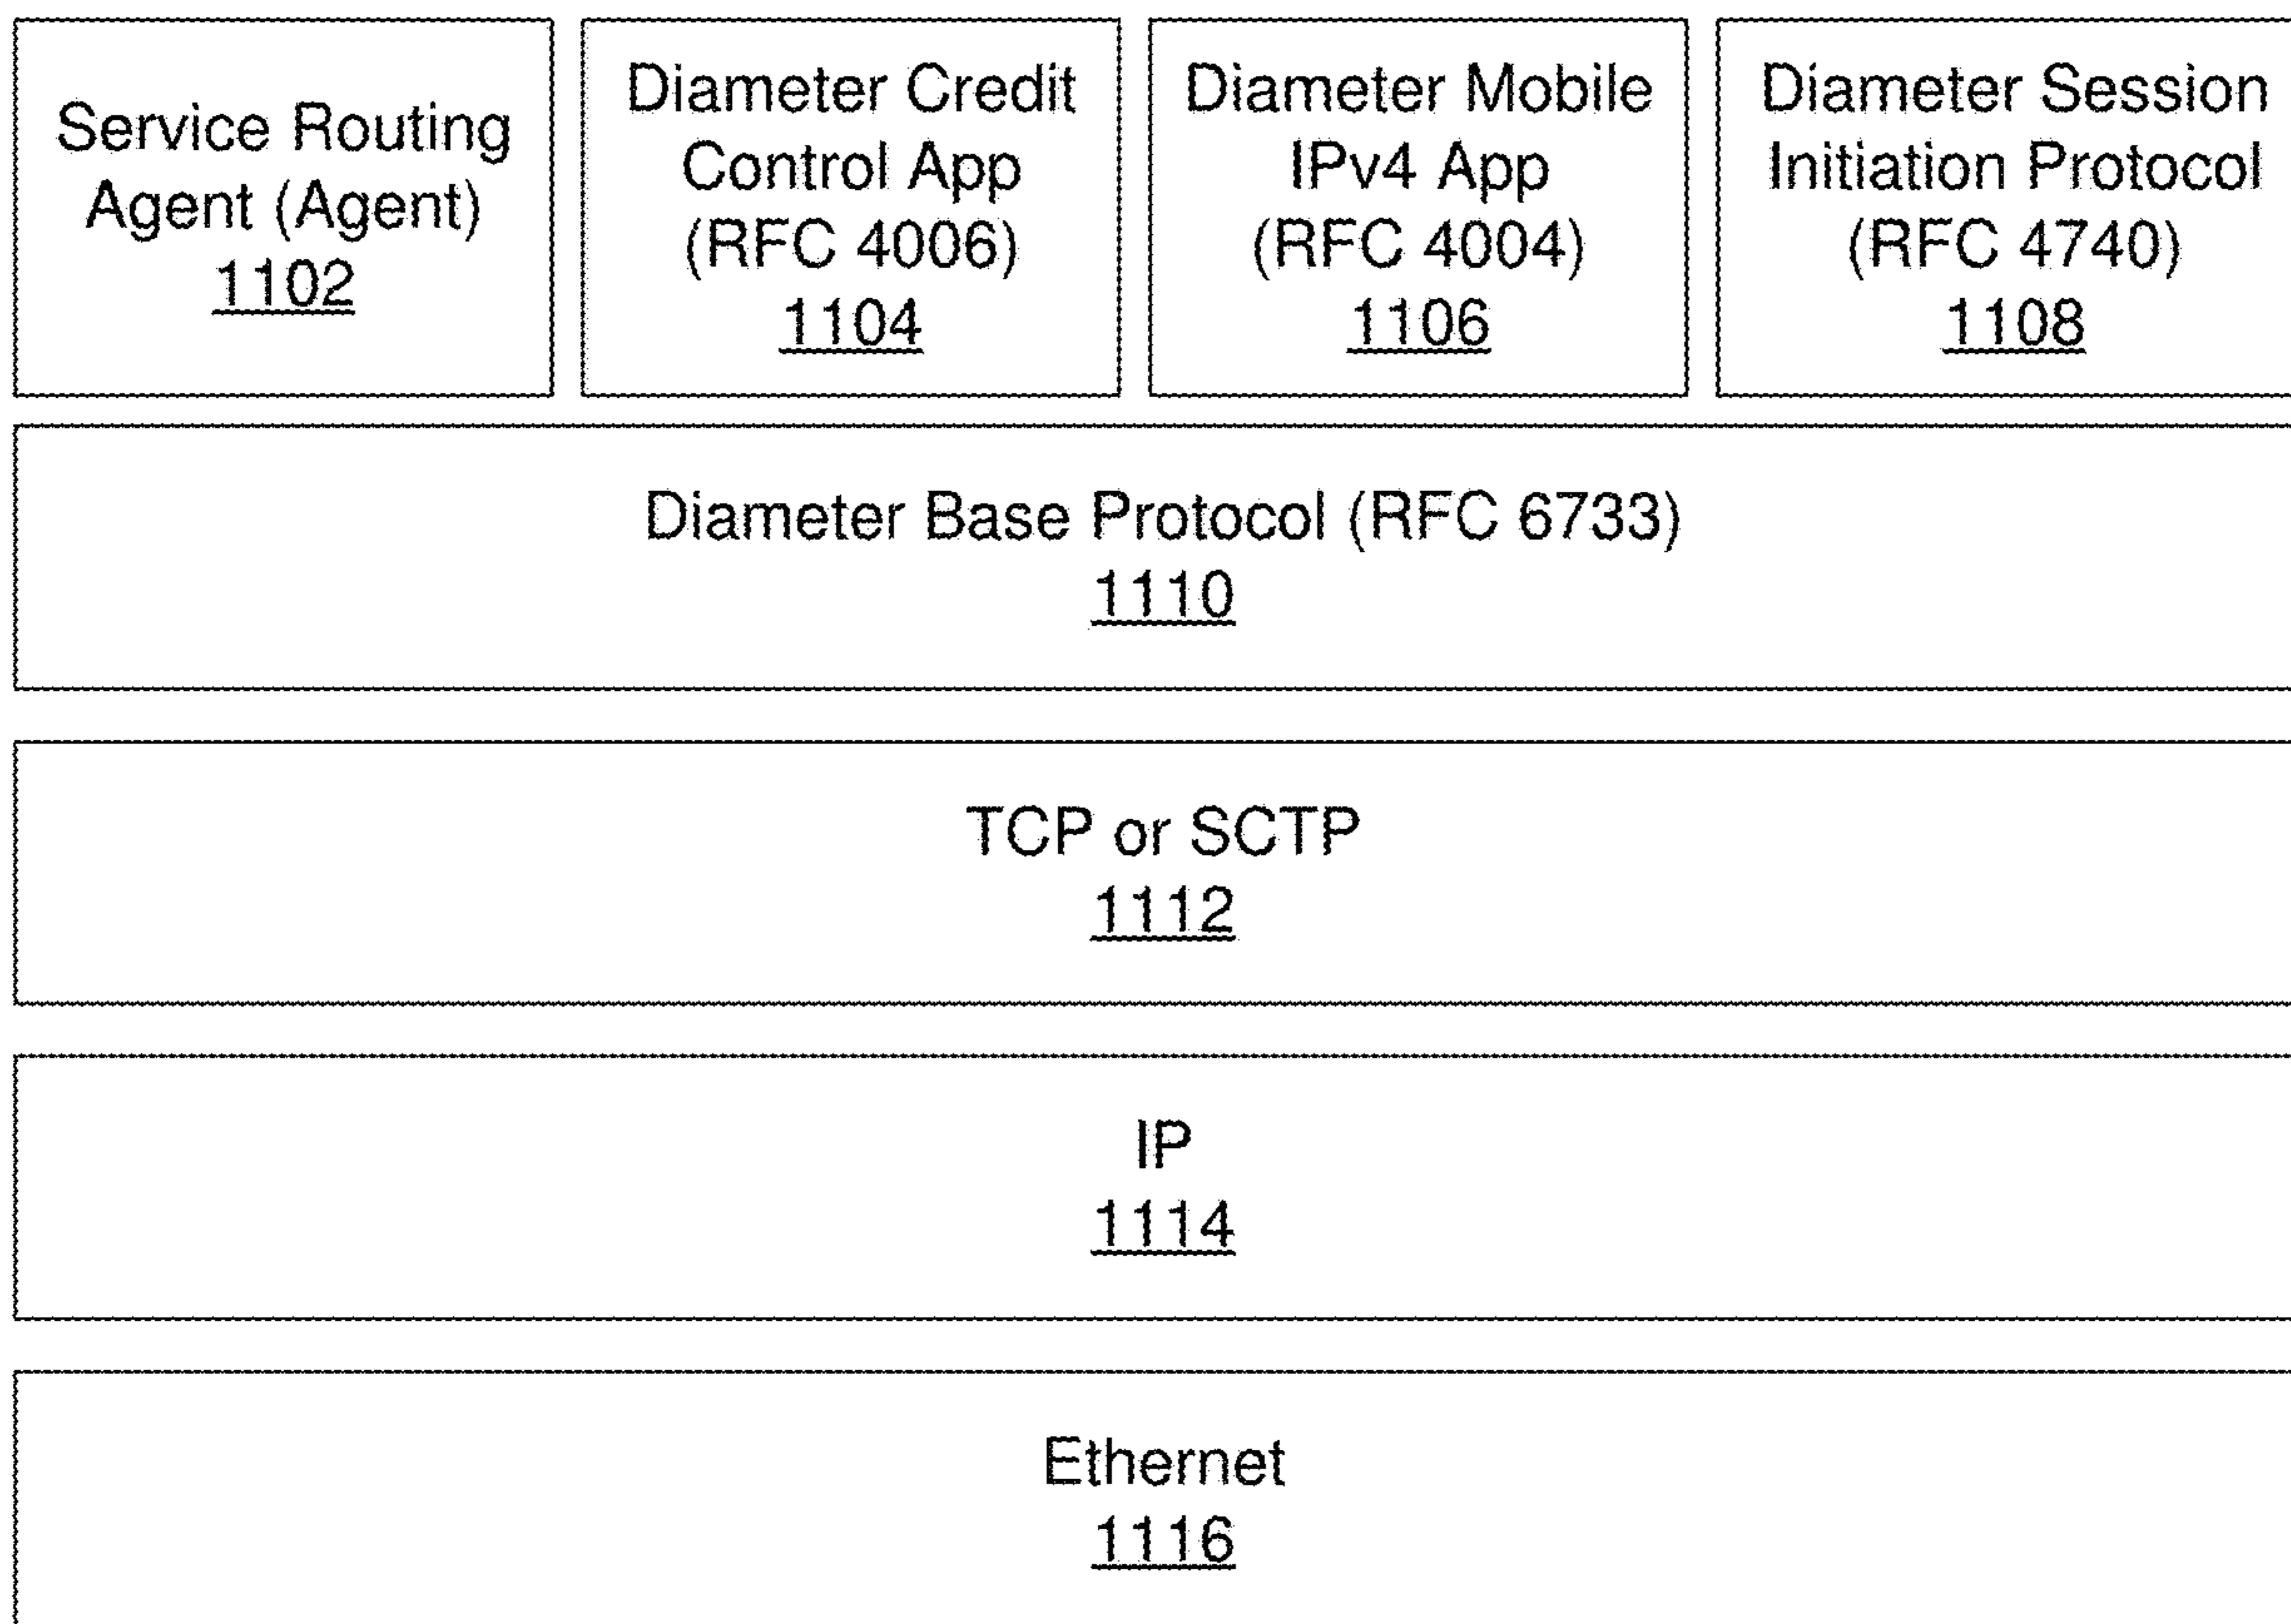 Service Routing
Agent (Agent)
1102
Diameter Credit
Control App
(RFC 4006)
1104
Diameter Mobile
IPv4 App
(RFC 4004)
1106
Diameter Session
Initiation Protocol
(RFC 4740)
1108
Diameter Base Protocol (RFC 6733)
1110
TCP or SCTP
1112
IP
1114
Ethernet
1116